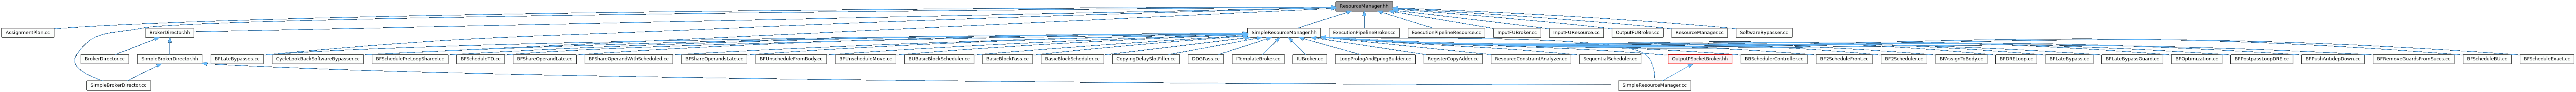 ResourceManager.hh
AssignmentPlan.cc
BrokerDirector.hh
SimpleResourceManager.hh
ExecutionPipelineBroker.cc
ExecutionPipelineResource.cc
InputFUBroker.cc
InputFUResource.cc
OutputFUBroker.cc
ResourceManager.cc
SoftwareBypasser.cc
BrokerDirector.cc
SimpleBrokerDirector.hh
BFLateBypasses.cc
CycleLookBackSoftwareBypasser.cc
BFSchedulePreLoopShared.cc
BFScheduleTD.cc
BFShareOperandLate.cc
BFShareOperandWithScheduled.cc
BFShareOperandsLate.cc
BFUnscheduleFromBody.cc
BFUnscheduleMove.cc
BUBasicBlockScheduler.cc
BasicBlockPass.cc
BasicBlockScheduler.cc
CopyingDelaySlotFiller.cc
DDGPass.cc
ITemplateBroker.cc
IUBroker.cc
LoopPrologAndEpilogBuilder.cc
RegisterCopyAdder.cc
ResourceConstraintAnalyzer.cc
SequentialScheduler.cc
OutputPSocketBroker.hh
BBSchedulerController.cc
BF2ScheduleFront.cc
BF2Scheduler.cc
BFAssignToBody.cc
BFDRELoop.cc
BFLateBypass.cc
BFLateBypassGuard.cc
BFOptimization.cc
BFPostpassLoopDRE.cc
BFPushAntidepDown.cc
BFRemoveGuardsFromSuccs.cc
BFScheduleBU.cc
BFScheduleExact.cc
SimpleBrokerDirector.cc
SimpleResourceManager.cc